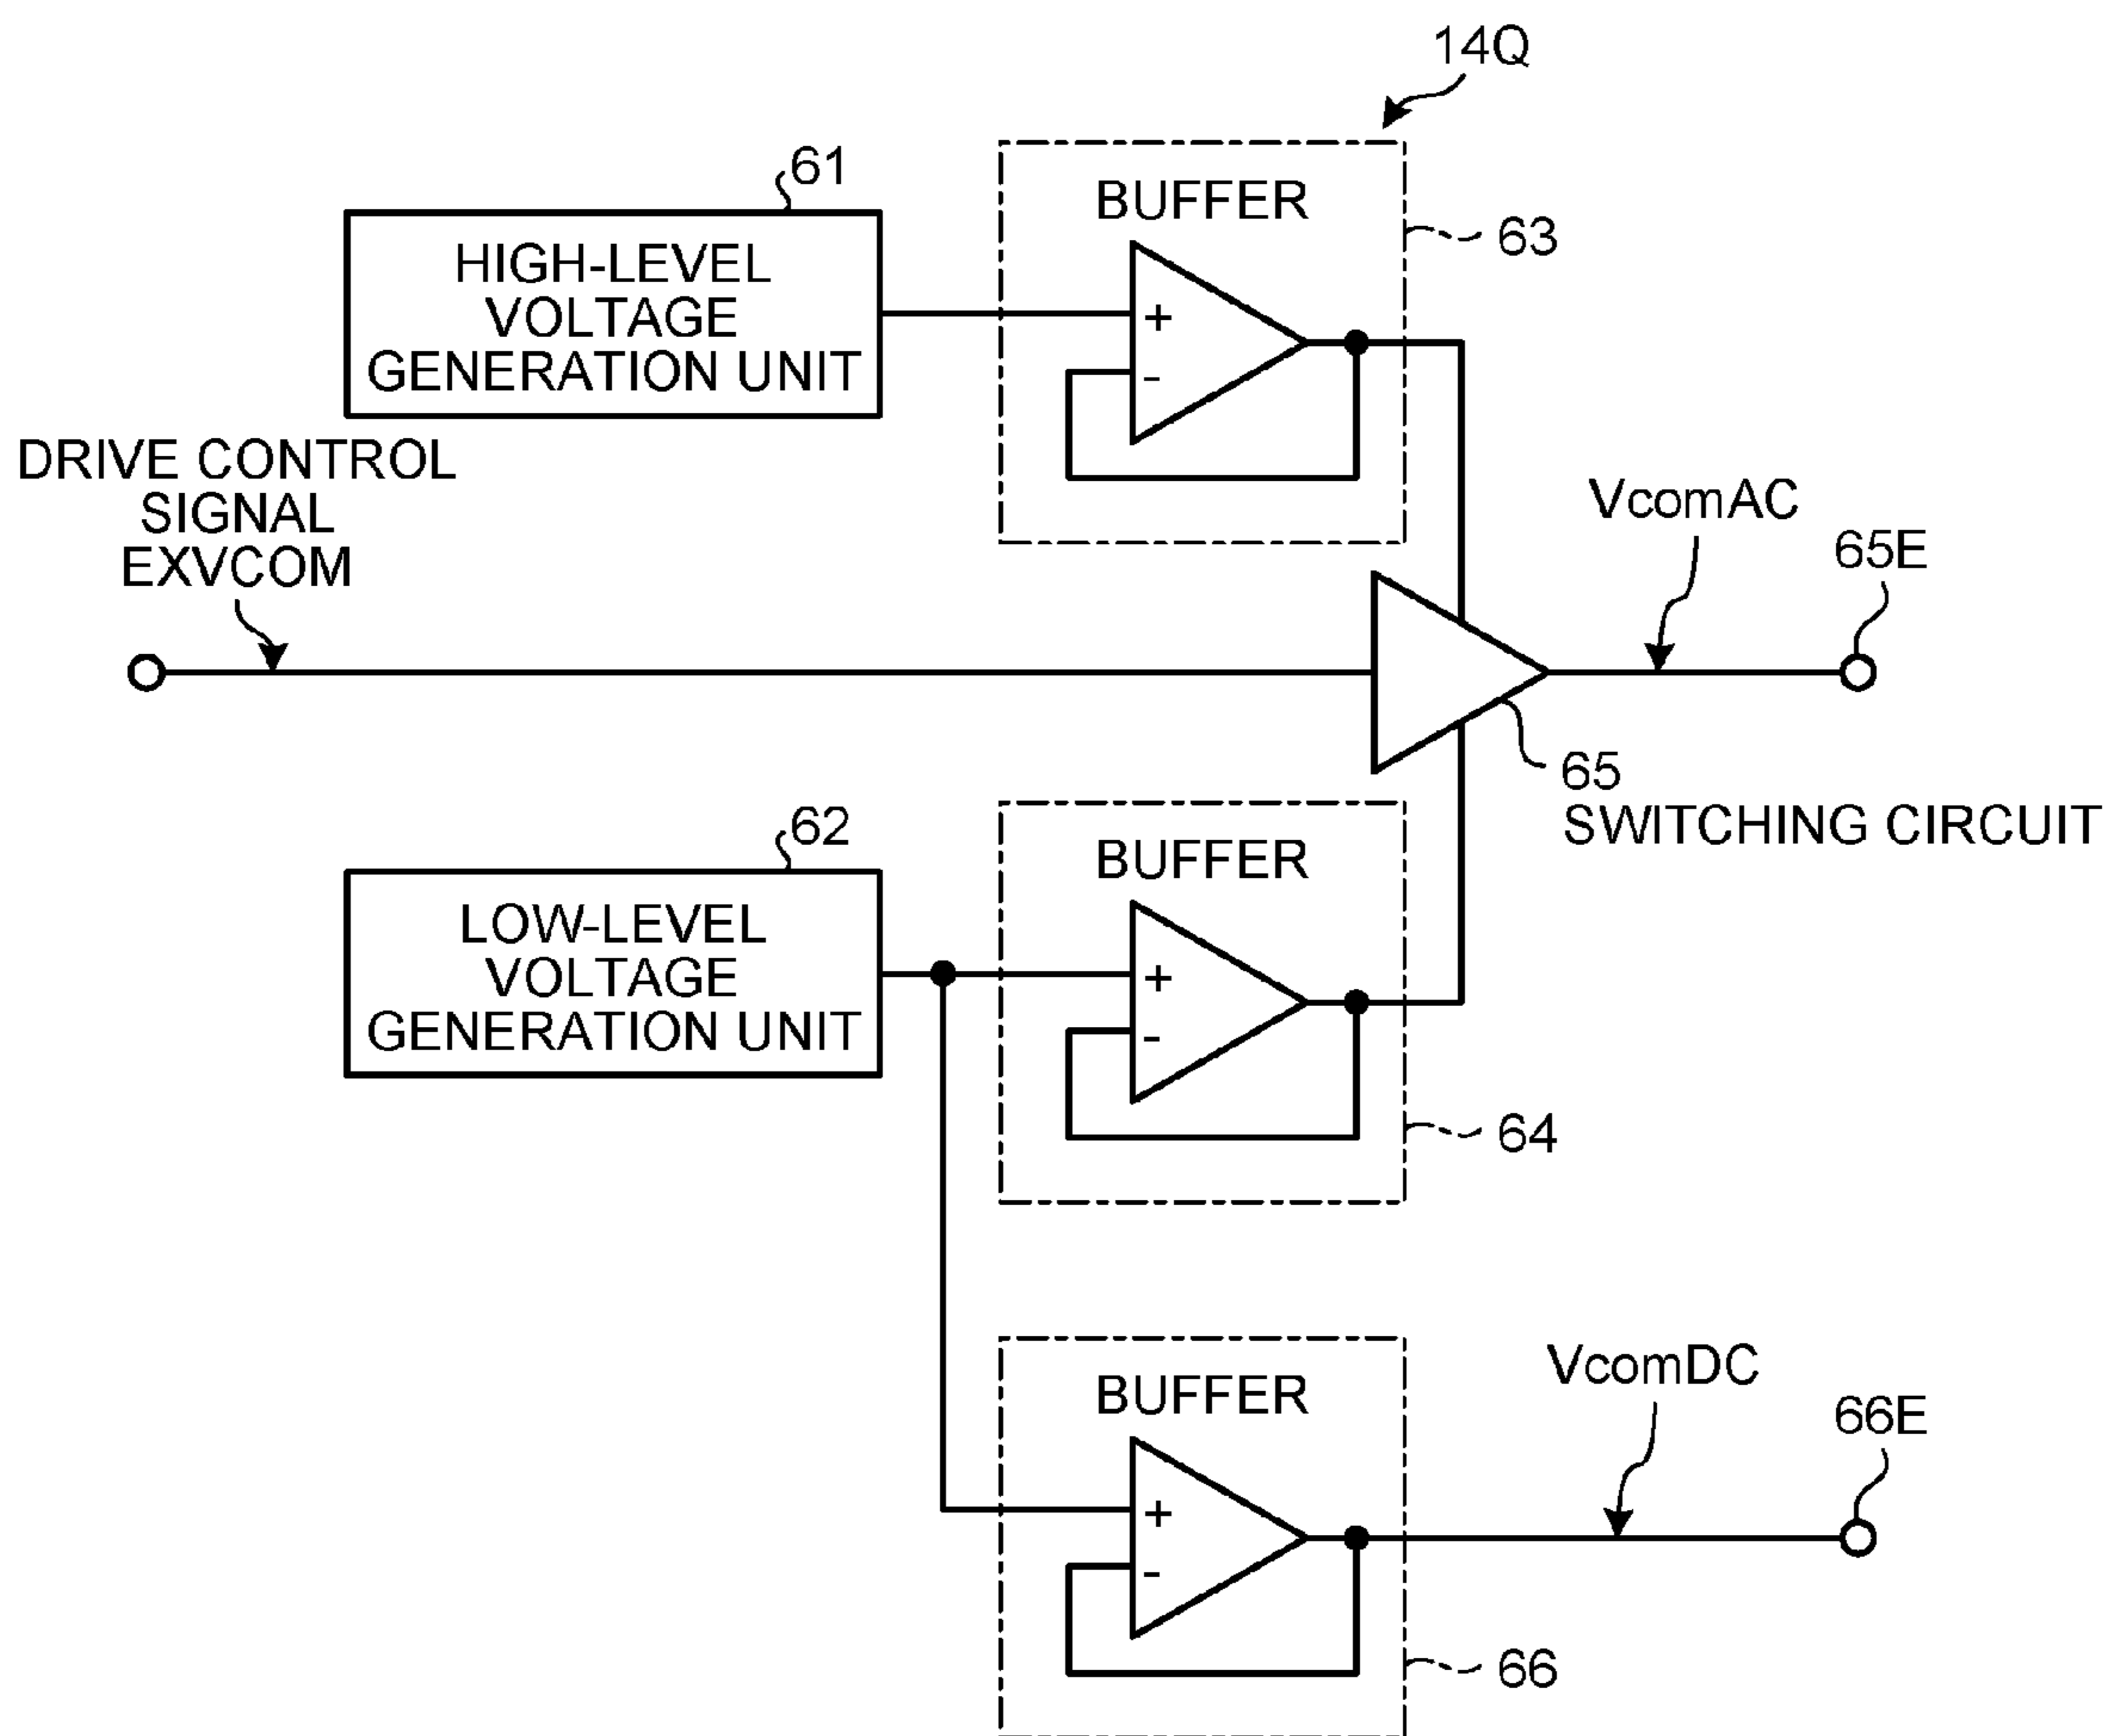 14Q
61
BUFFER
63
HIGH-LEVEL
VOLTAGE
GENERATION UNIT
+
-
DRIVE CONTROL
SIGNAL
EXVCOM
VcomAC
65E
65
SWITCHING CIRCUIT
62
BUFFER
LOW-LEVEL
VOLTAGE
GENERATION UNIT
+
-
64
BUFFER
VcomDC
66E
+
-
66